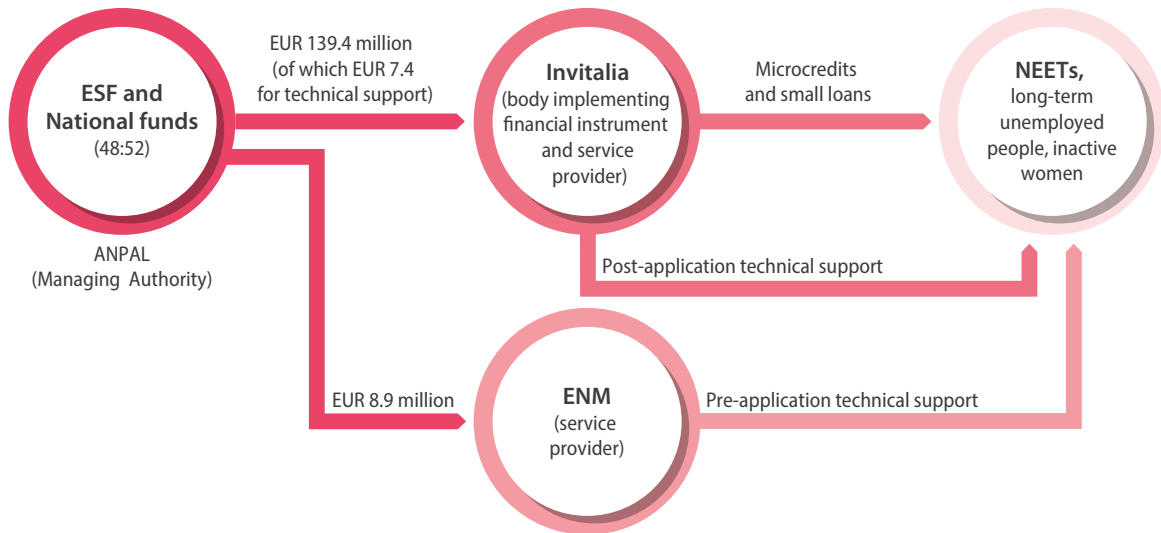 ESF and
National funds
(48:52)
ANPAL
(Managing Authority)
EUR 139.4 million
(of which EUR 7.4
for technical support)
Invitalia
(body implementing
financial instrument
and service
provider)
Microcredits
and small loans
NEETs,
long-term
unemployed
people, inactive
women
Post-application technical support
EUR 8.9 million
ENM
(service
provider)
Pre-application technical support